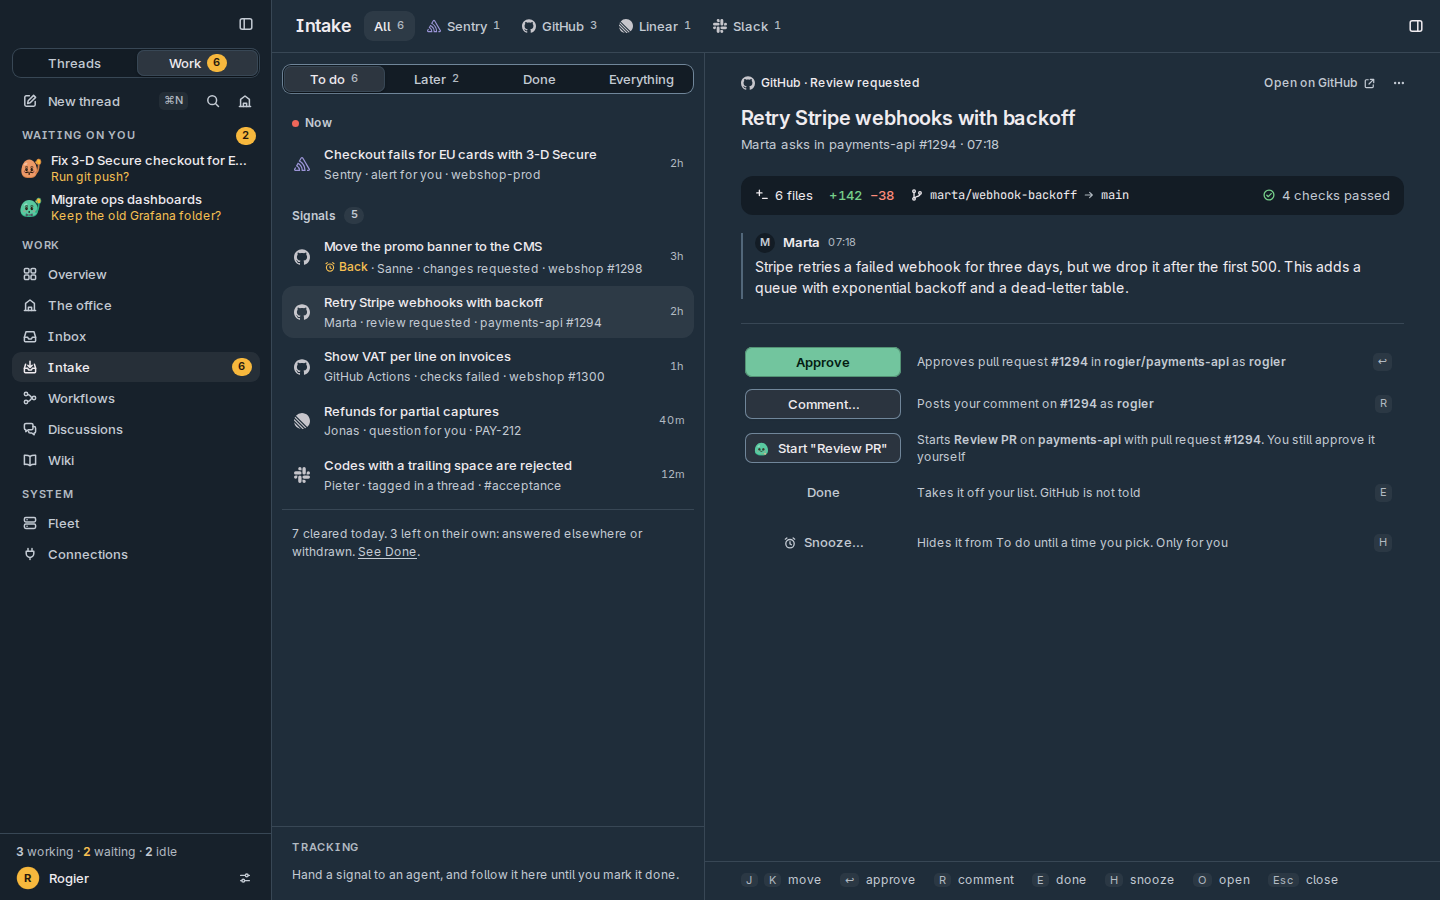 Threads
Work 6
New thread ⌘N
WAITING ON YOU 2
Fix 3-D Secure checkout for E...
Run git push?
Migrate ops dashboards
Keep the old Grafana folder?
WORK
Overview
The office
Inbox
Intake 6
Workflows
Discussions
Wiki
SYSTEM
Fleet
Connections
3 working · 2 waiting · 2 idle
R Rogier
Intake
All 6
Sentry 1
GitHub 3
Linear 1
Slack 1
To do 6
Later 2
Done
Everything
Now
Checkout fails for EU cards with 3-D Secure
Sentry · alert for you · webshop-prod
2h
Signals 5
Move the promo banner to the CMS
Back · Sanne · changes requested · webshop #1298
3h
Retry Stripe webhooks with backoff
Marta · review requested · payments-api #1294
2h
Show VAT per line on invoices
GitHub Actions · checks failed · webshop #1300
1h
Refunds for partial captures
Jonas · question for you · PAY-212
40m
Codes with a trailing space are rejected
Pieter · tagged in a thread · #acceptance
12m
7 cleared today. 3 left on their own: answered elsewhere or
withdrawn. See Done.
TRACKING
Hand a signal to an agent, and follow it here until you mark it done.
GitHub · Review requested
Open on GitHub
Retry Stripe webhooks with backoff
Marta asks in payments-api #1294 · 07:18
6 files +142 −38 marta/webhook-backoff → main
4 checks passed
M Marta 07:18
Stripe retries a failed webhook for three days, but we drop it after the first 500. This adds a
queue with exponential backoff and a dead-letter table.
Approve
Approves pull request #1294 in rogier/payments-api as rogier
↩
Comment...
Posts your comment on #1294 as rogier
R
Start "Review PR"
Starts Review PR on payments-api with pull request #1294. You still approve it
yourself
Done
Takes it off your list. GitHub is not told
E
Snooze...
Hides it from To do until a time you pick. Only for you
H
J K move ↩ approve R comment E done H snooze O open Esc close